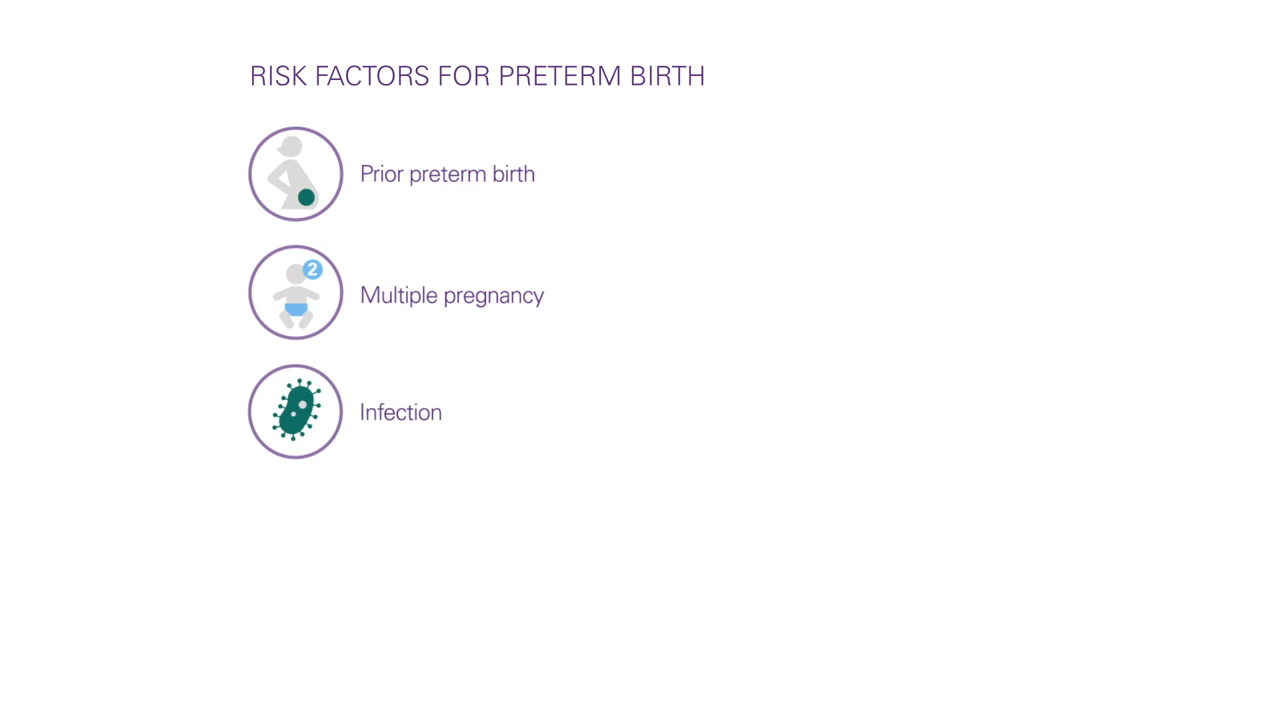 RISK FACTORS FOR PRETERM BIRTH
Prior preterm birth
2
Multiple pregnancy
Infection